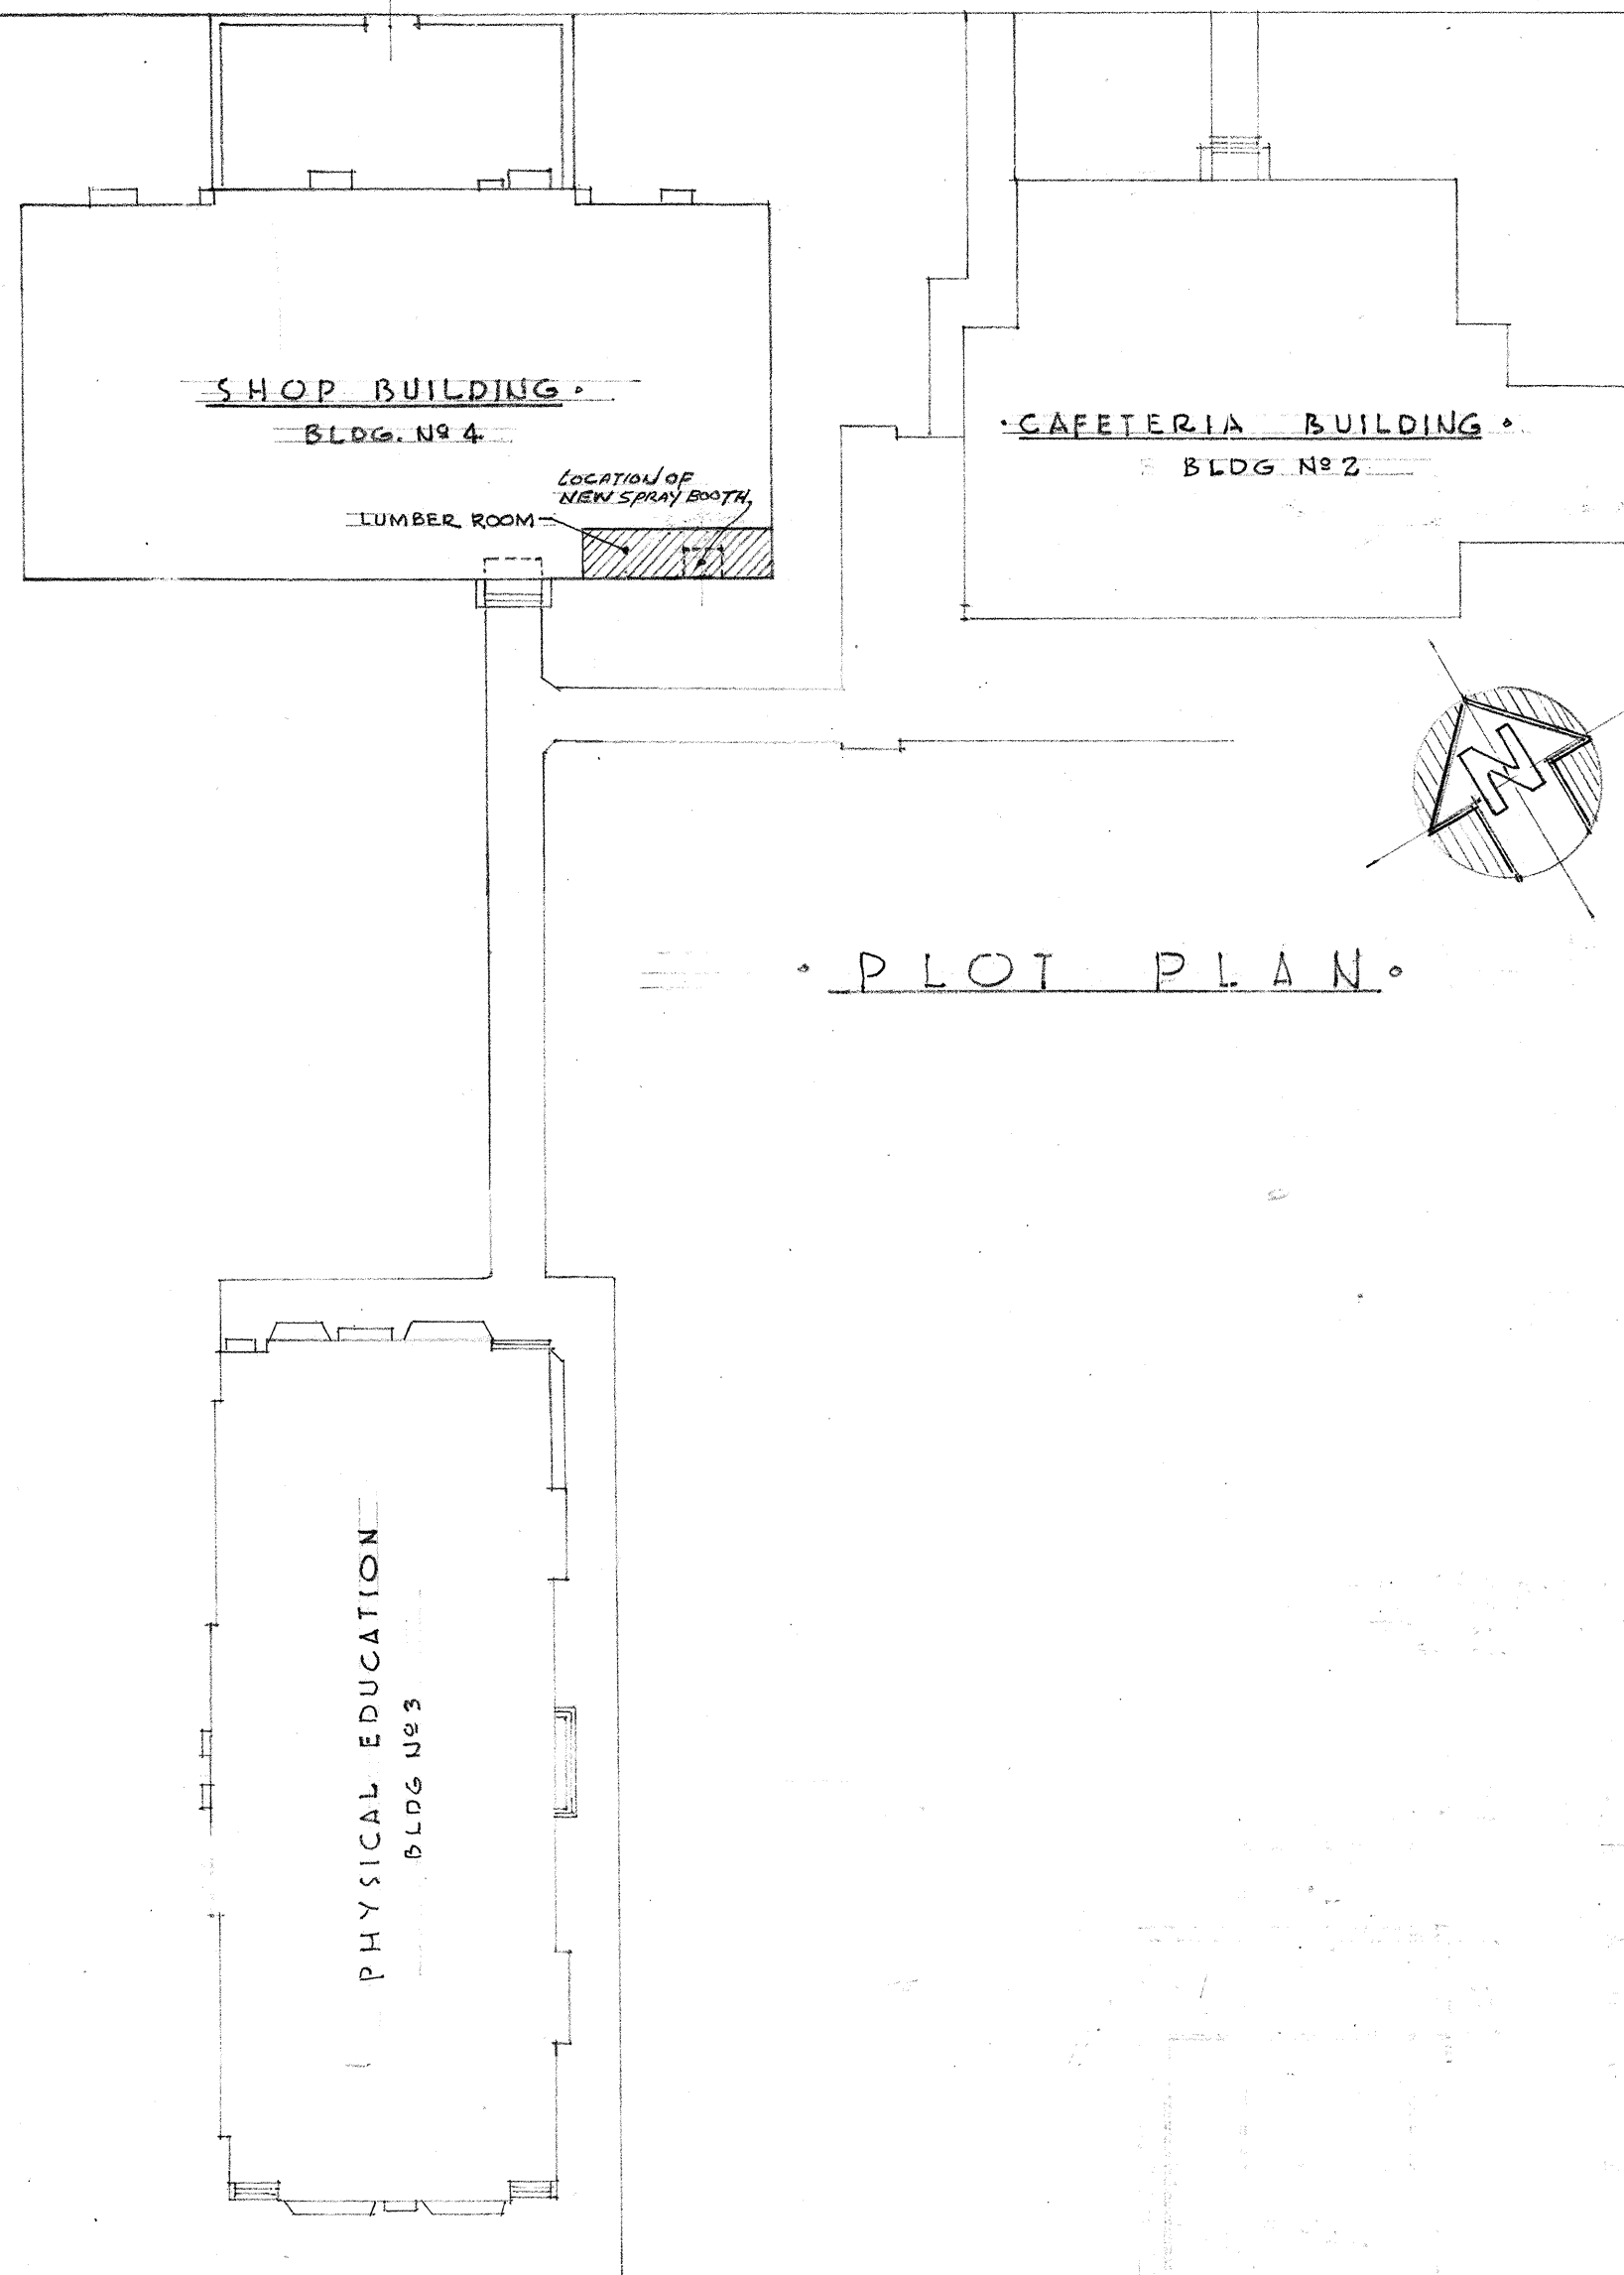 SHOP BUILDING.
BLDG. Nº 4
LOCATION OF
NEW SPRAY BOOTH
LUMBER ROOM
· CAFETERIA BUILDING ·
BLDG Nº 2
N
· PLOT PLAN ·
PHYSICAL EDUCATION
BLDG Nº 3